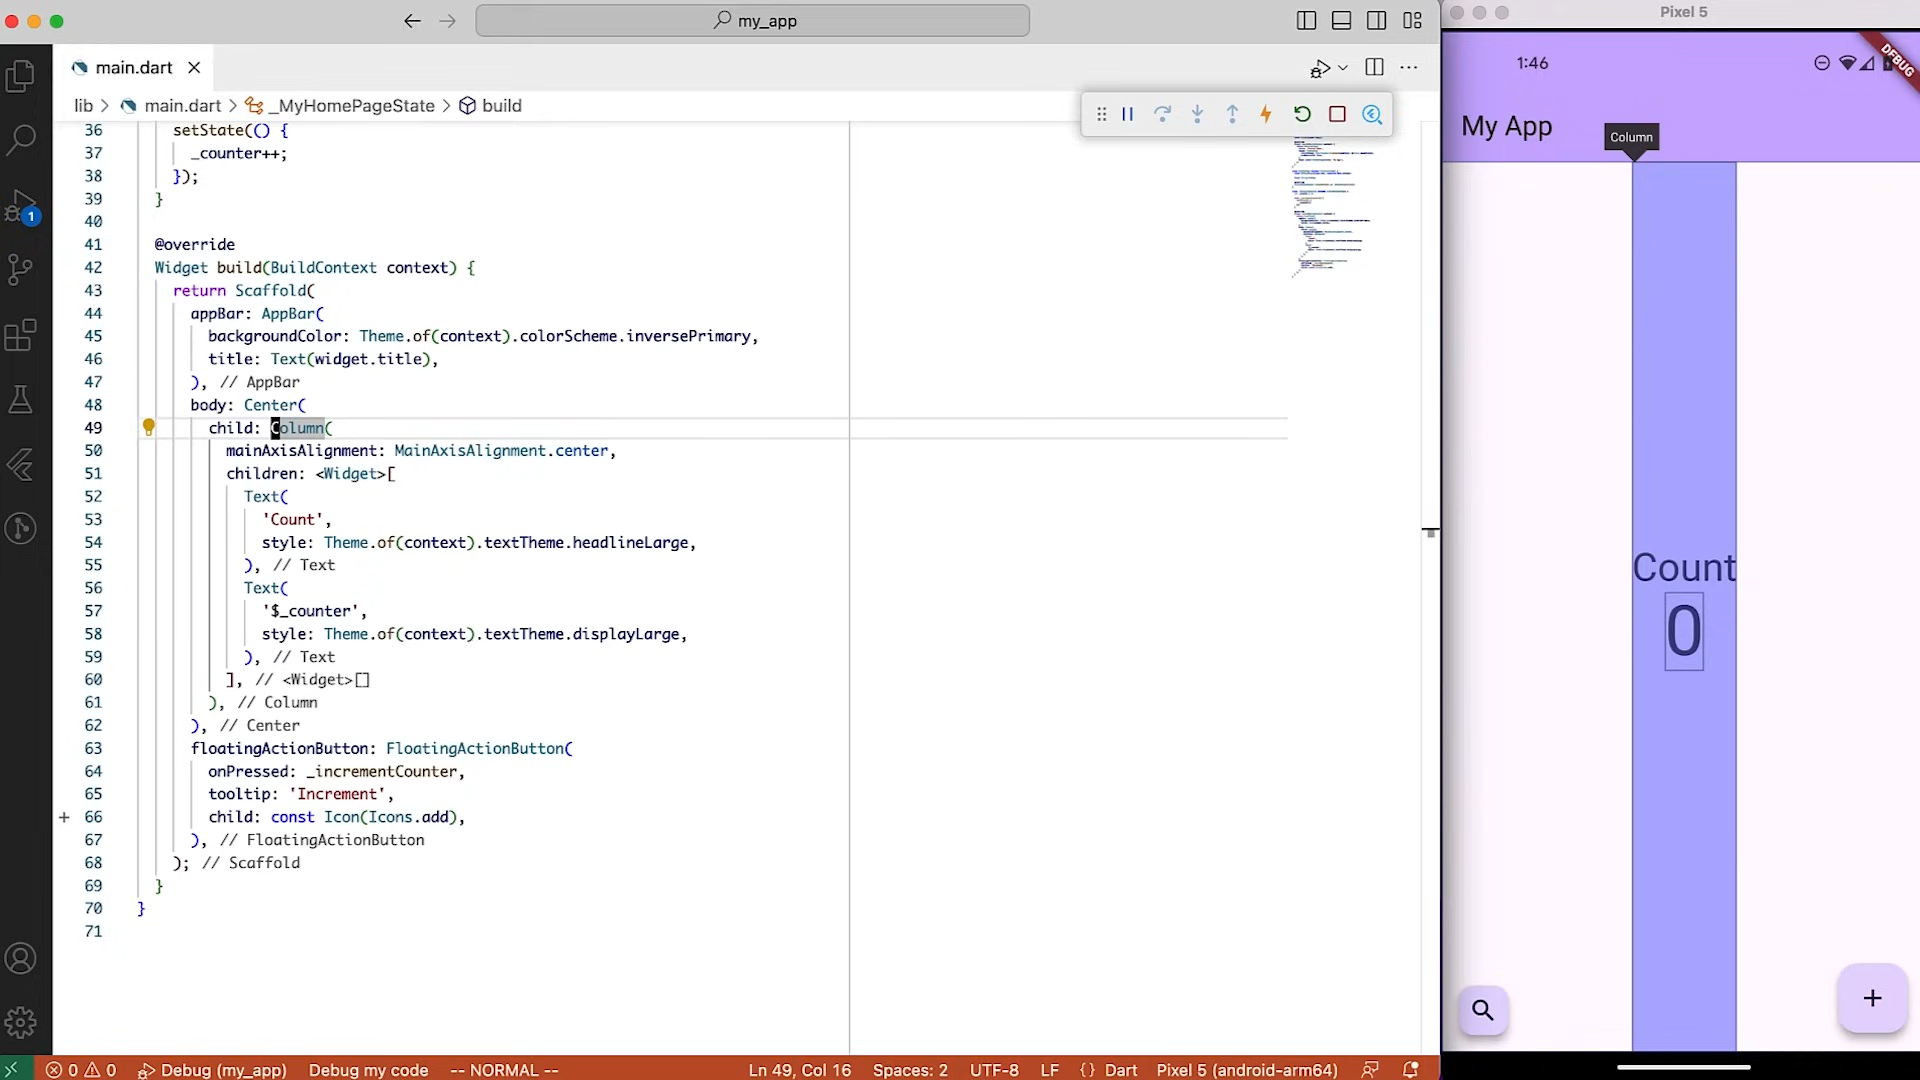 my_app
main.dart
lib > main.dart > _MyHomePageState > build
36 setState(() {
37 _counter++;
38 });
39 }
40
41 @override
42 Widget build(BuildContext context) {
43 return Scaffold(
44 appBar: AppBar(
45 backgroundColor: Theme.of(context).colorScheme.inversePrimary,
46 title: Text(widget.title),
47 ), // AppBar
48 body: Center(
49 child: Column(
50 mainAxisAlignment: MainAxisAlignment.center,
51 children: <Widget>[
52 Text(
53 'Count',
54 style: Theme.of(context).textTheme.headlineLarge,
55 ), // Text
56 Text(
57 '$_counter',
58 style: Theme.of(context).textTheme.displayLarge,
59 ), // Text
60 ], // <Widget>[]
61 ), // Column
62 ), // Center
63 floatingActionButton: FloatingActionButton(
64 onPressed: _incrementCounter,
65 tooltip: 'Increment',
+ 66 child: const Icon(Icons.add),
67 ), // FloatingActionButton
68 ); // Scaffold
69 }
70 }
71
1
0 0 Debug (my_app) Debug my code -- NORMAL -- Ln 49, Col 16 Spaces: 2 UTF-8 LF {} Dart Pixel 5 (android-arm64)
Pixel 5
1:46
DEBUG
My App
Column
Count
0
+